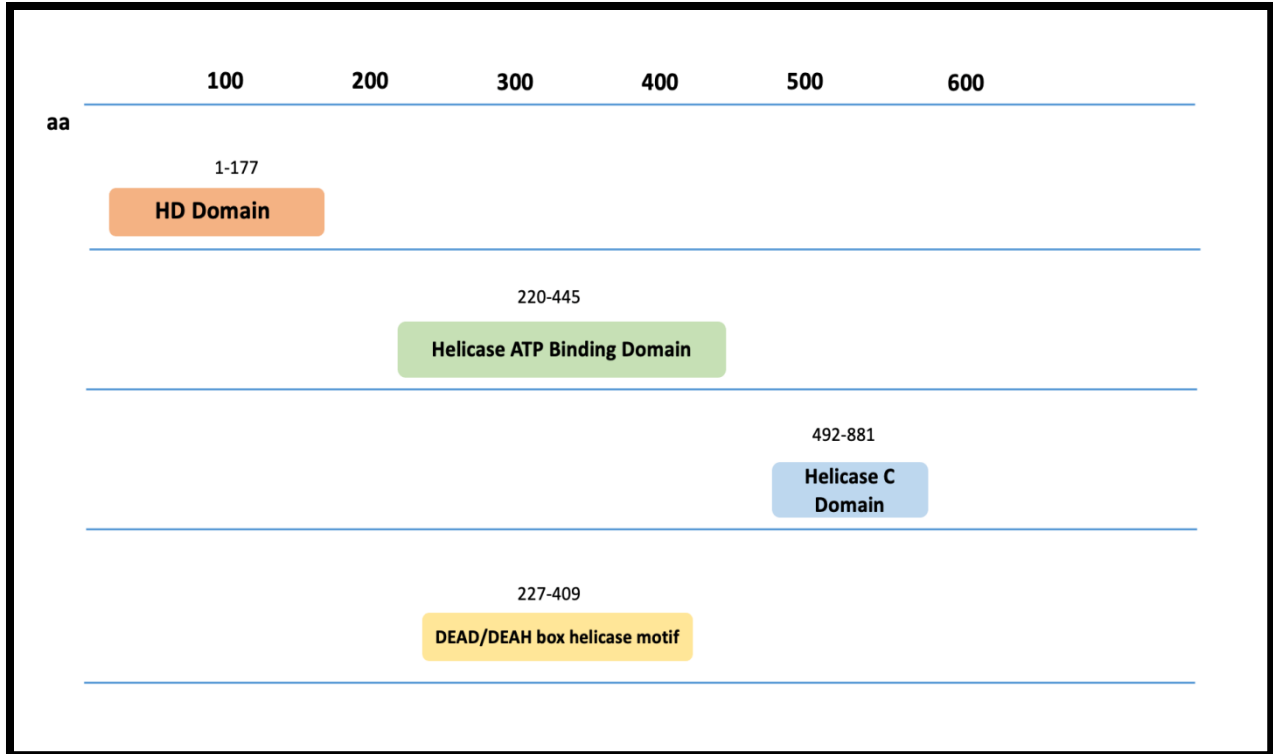 100 200 300 400 500 600
aa
1-177
HD Domain
220-445
Helicase ATP Binding Domain
492-881
Helicase C
Domain
227-409
DEAD/DEAH box helicase motif